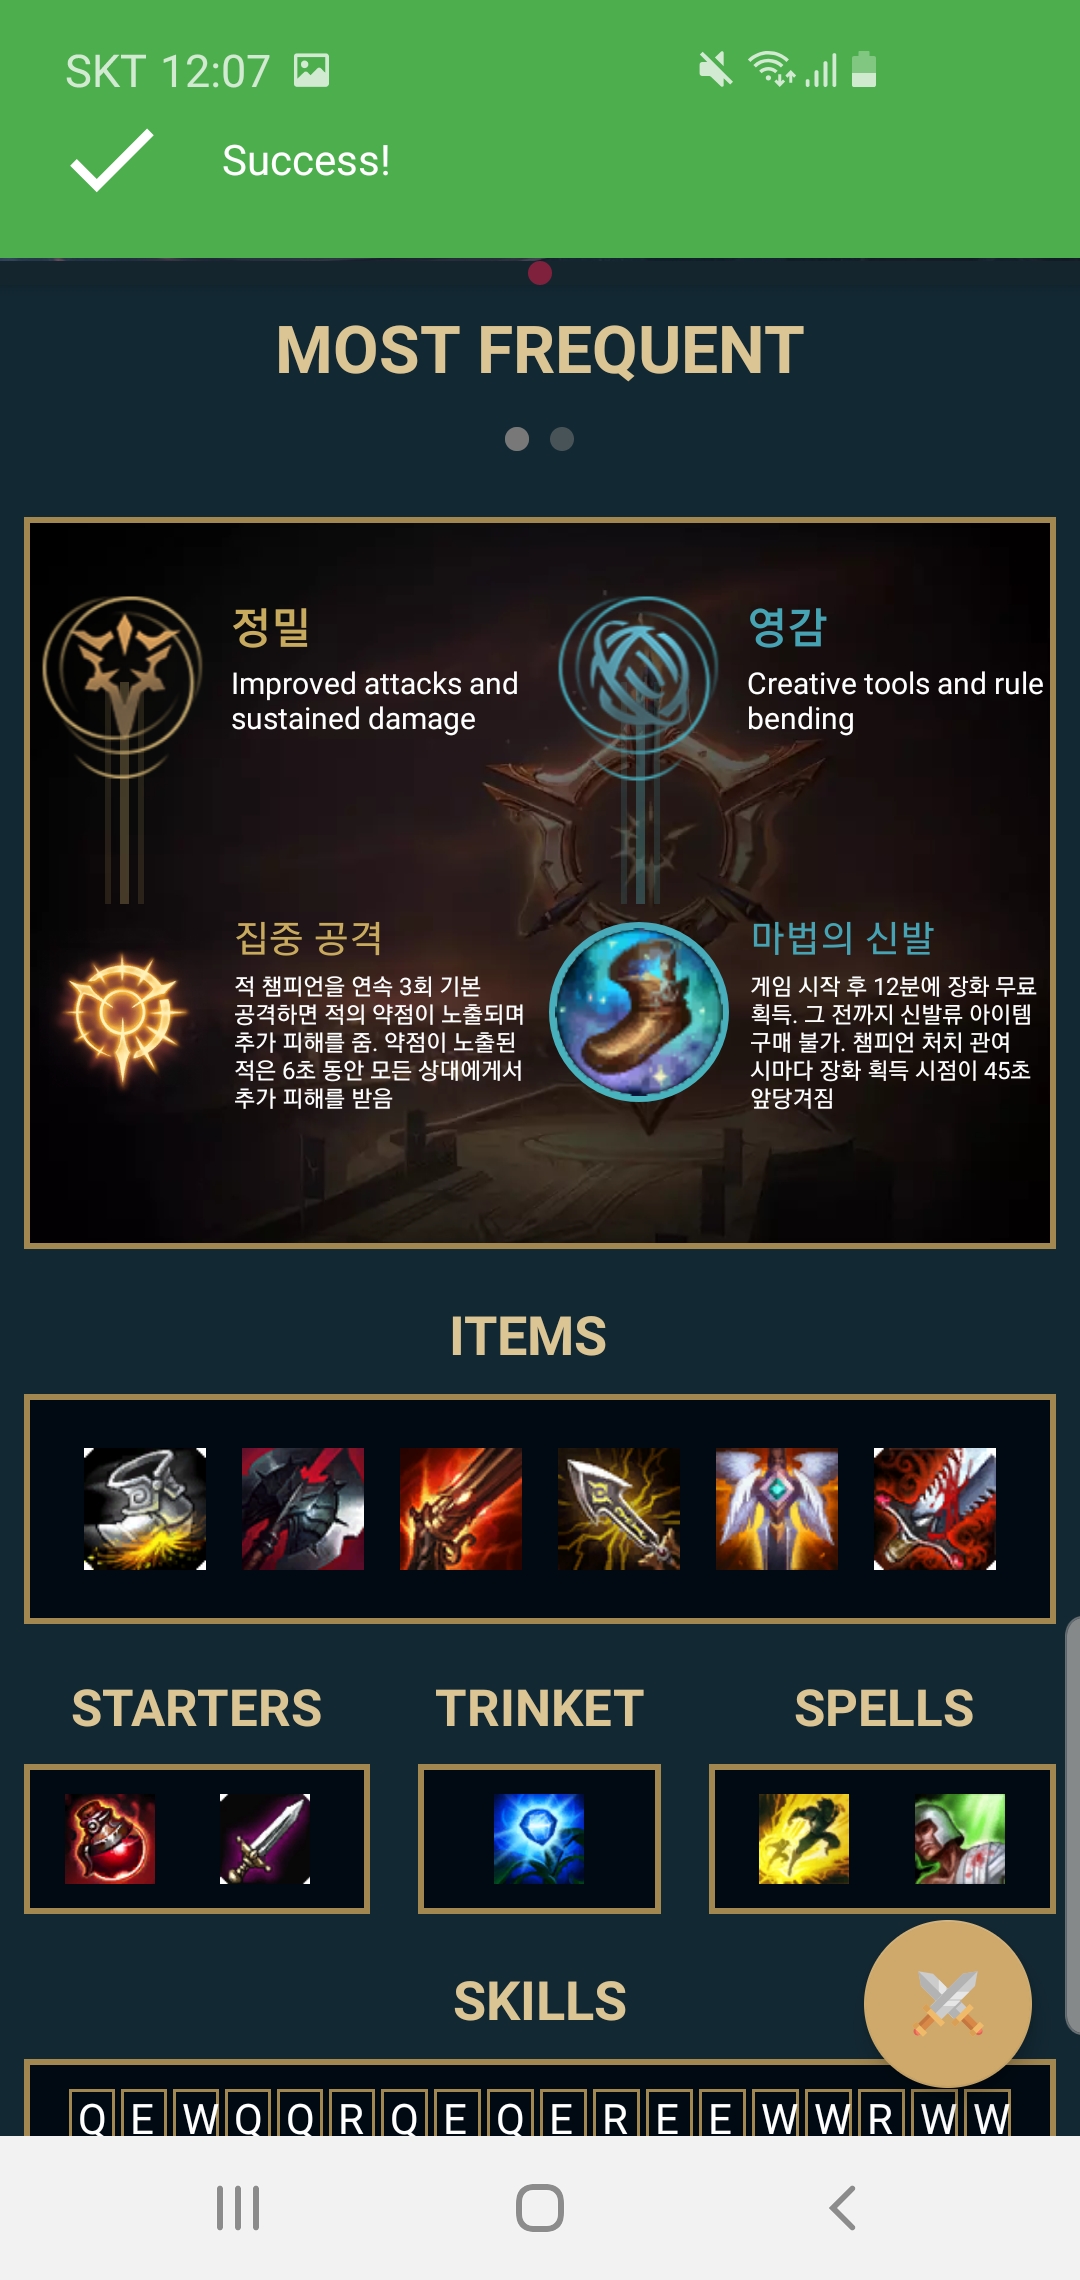 SKT 12:07
Success!
MOST FREQUENT
정밀
Improved attacks and
sustained damage
영감
Creative tools and rule
bending
집중 공격
적 챔피언을 연속 3회 기본
공격하면 적의 약점이 노출되며
추가 피해를 줌. 약점이 노출된
적은 6초 동안 모든 상대에게서
추가 피해를 받음
마법의 신발
게임 시작 후 12분에 장화 무료
획득. 그 전까지 신발류 아이템
구매 불가. 챔피언 처치 관여
시마다 장화 획득 시점이 45초
앞당겨짐
ITEMS
STARTERS
TRINKET
SPELLS
SKILLS
Q E W Q Q R Q E Q E R E E W W R W W